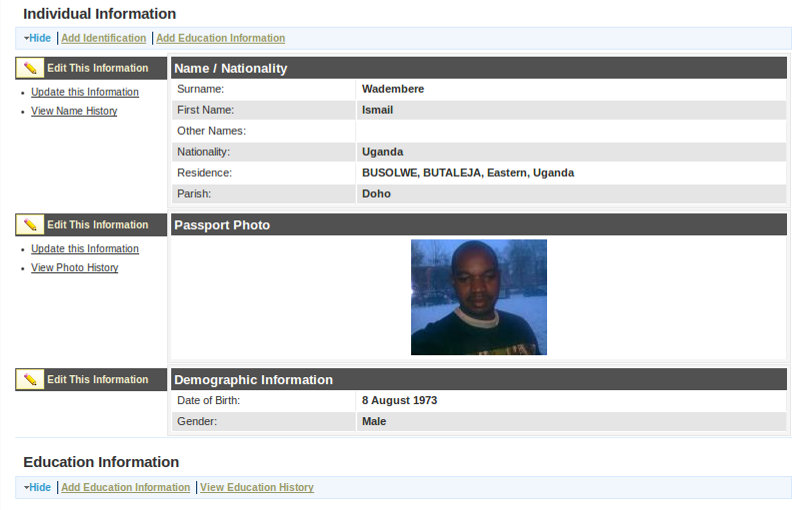 Individual Information
Hide Add Identification Add Education Information
Edit This Information
Update this Information
View Name History
Name / Nationality
Surname: Wadembere
First Name: Ismail
Other Names:
Nationality: Uganda
Residence: BUSOLWE, BUTALEJA, Eastern, Uganda
Parish: Doho
Edit This Information
Update this Information
View Photo History
Passport Photo
Edit This Information
Demographic Information
Date of Birth: 8 August 1973
Gender: Male
Education Information
Hide Add Education Information View Education History